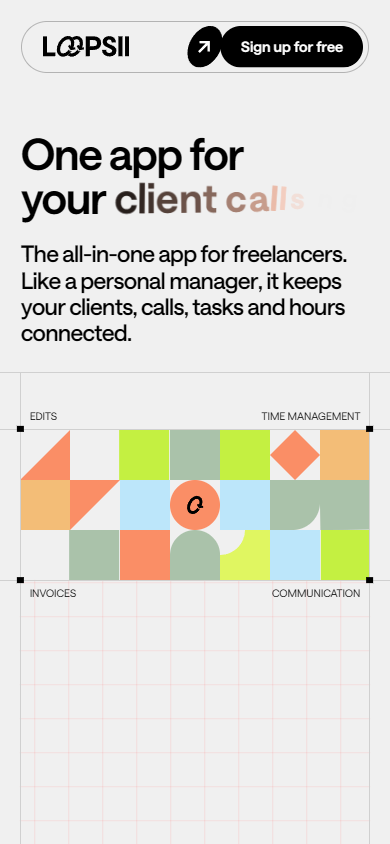 LOOPSII
Sign up for free
One app for
your client calls
The all-in-one app for freelancers.
Like a personal manager, it keeps
your clients, calls, tasks and hours
connected.
EDITS
TIME MANAGEMENT
INVOICES
COMMUNICATION